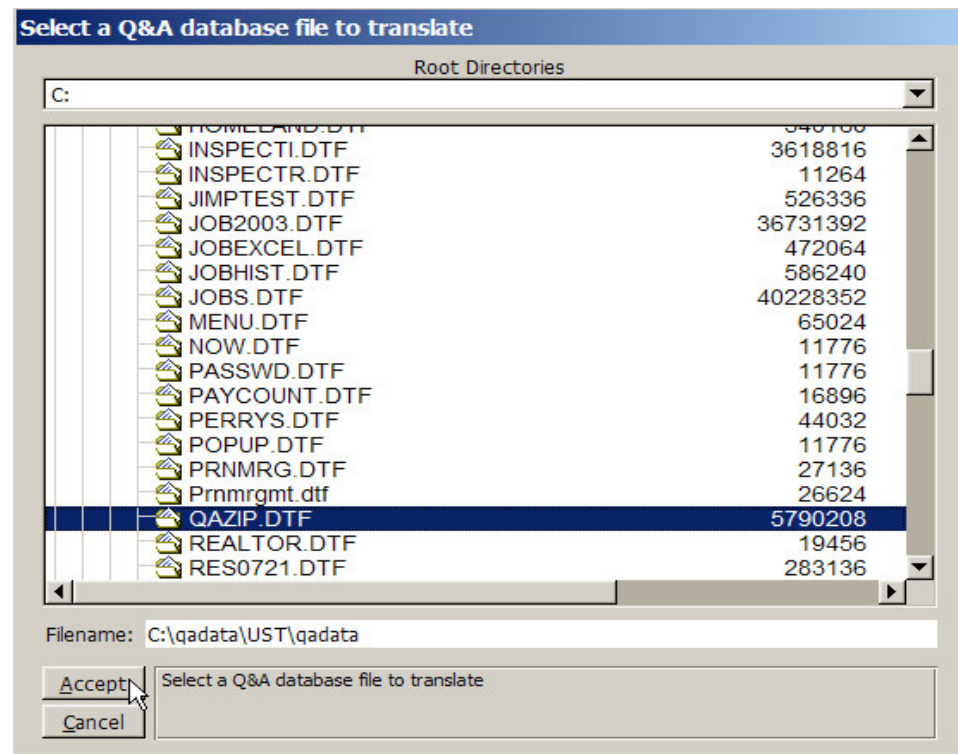 Select a Q&A database file to translate
Root Directories
C:
HOMELAND.DTF 340160
INSPECTI.DTF 3618816
INSPECTR.DTF 11264
JIMPTEST.DTF 526336
JOB2003.DTF 36731392
JOBEXCEL.DTF 472064
JOBHIST.DTF 586240
JOBS.DTF 40228352
MENU.DTF 65024
NOW.DTF 11776
PASSWD.DTF 11776
PAYCOUNT.DTF 16896
PERRYS.DTF 44032
POPUP.DTF 11776
PRNMRG.DTF 27136
Prnmrgmt.dtf 26624
QAZIP.DTF 5790208
REALTOR.DTF 19456
RES0721.DTF 283136
Filename: C:\qadata\UST\qadata
Accept Select a Q&A database file to translate
Cancel